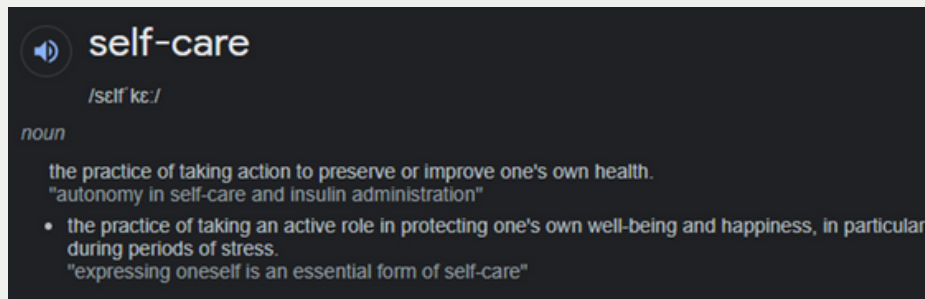 self-care
/sɛlfˈkɛː/
noun
the practice of taking action to preserve or improve one's own health.
"autonomy in self-care and insulin administration"
• the practice of taking an active role in protecting one's own well-being and happiness, in particular
during periods of stress.
"expressing oneself is an essential form of self-care"